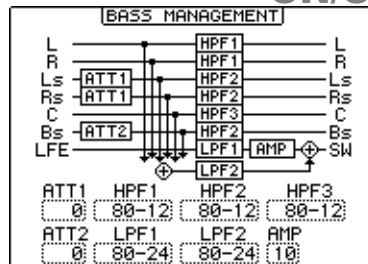 BASS MANAGEMENT
L HPF1 L
R HPF1 R
Ls ATT1 HPF2 Ls
Rs ATT1 HPF2 Rs
C HPF3 C
Bs ATT2 HPF2 Bs
LFE LPF1 AMP SW
LPF2
ATT1 HPF1 HPF2 HPF3
0 80-12 80-12 80-12
ATT2 LPF1 LPF2 AMP
0 80-24 80-24 10